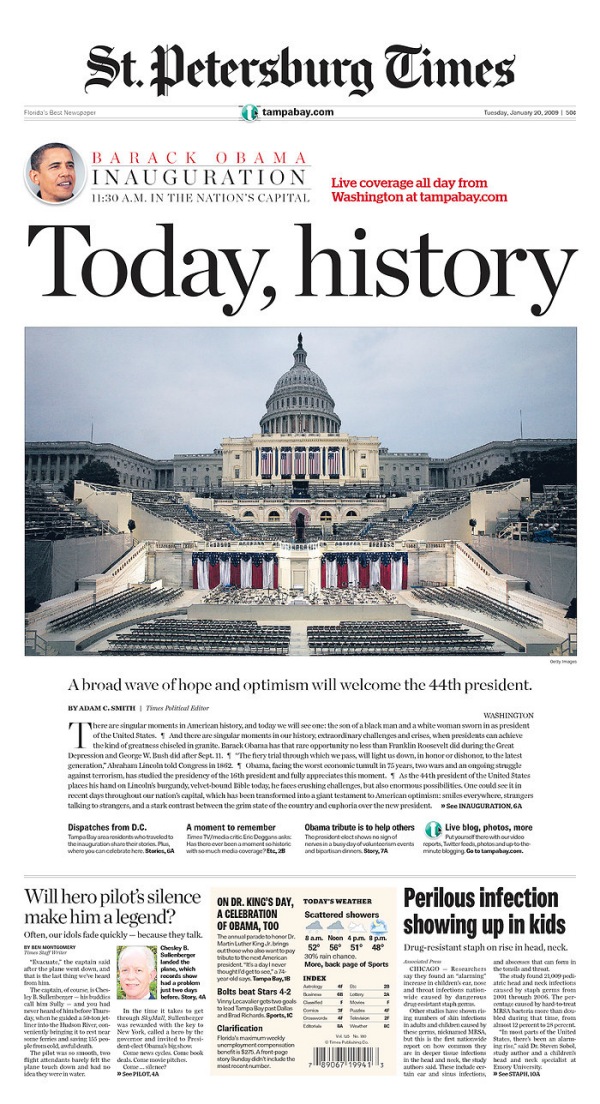 St. Petersburg Times
Florida's Best Newspaper
tampabay.com
Tuesday, January 20, 2009 | 50¢
BARACK OBAMA
INAUGURATION
11:30 A.M. IN THE NATION'S CAPITAL
Live coverage all day from
Washington at tampabay.com
Today, history
Getty Images
A broad wave of hope and optimism will welcome the 44th president.
BY ADAM C. SMITH | Times Political Editor
WASHINGTON
There are singular moments in American history, and today we will see one: the son of a black man and a white woman sworn in as president
of the United States. ¶ And there are singular moments in our history, extraordinary challenges and crises, when presidents can achieve
the kind of greatness chiseled in granite. Barack Obama has that rare opportunity no less than Franklin Roosevelt did during the Great
Depression and George W. Bush did after Sept. 11. ¶ "The fiery trial through which we pass, will light us down, in honor or dishonor, to the latest
generation," Abraham Lincoln told Congress in 1862. ¶ Obama, facing the worst economic tumult in 75 years, two wars and an ongoing struggle
against terrorism, has studied the presidency of the 16th president and fully appreciates this moment. ¶ As the 44th president of the United States
places his hand on Lincoln's burgundy, velvet-bound Bible today, he faces crushing challenges, but also enormous possibilities. One could see it in
recent days throughout our nation's capital, which has been transformed into a giant testament to American optimism: smiles everywhere, strangers
talking to strangers, and a stark contrast between the grim state of the country and euphoria over the new president. » See INAUGURATION, 6A
Dispatches from D.C.
Tampa Bay area residents who traveled to
the inauguration share their stories. Plus,
where you can celebrate here. Stories, 6A
A moment to remember
Times TV/media critic Eric Deggans asks:
Has there ever been a moment so historic
with so much media coverage? Etc, 2B
Obama tribute is to help others
The president-elect shows no sign of
nerves in a busy day of volunteerism events
and bipartisan dinners. Story, 7A
Live blog, photos, more
Put yourself there with our video
reports, Twitter feeds, photos and up-to-the-
minute blogging. Go to tampabay.com.
Will hero pilot's silence
make him a legend?
Often, our idols fade quickly — because they talk.
BY BEN MONTGOMERY
Times Staff Writer
"Evacuate," the captain said
after the plane went down, and
that is the last thing we've heard
him say.
The captain, of course, is Ches-
ley B. Sullenberger — his buddies
call him Sully — and you had
never heard of him before Thurs-
day, when he guided a 50-ton jet-
liner into the Hudson River, con-
veniently bringing it to rest near
some ferries and saving 155 peo-
ple from cold, awful death.
The pilot was so smooth, two
flight attendants barely felt the
plane touch down and had no
idea they were in water.
Chesley B.
Sullenberger
landed the
plane, which
records show
had a problem
just two days
before. Story, 4A
In the time it takes to get
through SkyMall, Sullenberger
was rewarded with the key to
New York, called a hero by the
governor and invited to Presi-
dent-elect Obama's big show.
Come news cycles. Come book
deals. Come movie pitches.
Come ... silence?
» See PILOT, 4A
ON DR. KING'S DAY,
A CELEBRATION
OF OBAMA, TOO
The annual parade to honor Dr.
Martin Luther King Jr. brings
out those who also want to pay
tribute to the next American
president. "It's a day I never
thought I'd get to see," a 74-
year-old says. Tampa Bay, 1B
Bolts beat Stars 4-2
Vinny Lecavalier gets two goals
to lead Tampa Bay past Dallas
and Brad Richards. Sports, 1C
Clarification
Florida's maximum weekly
unemployment compensation
benefit is $275. A front-page
story Sunday didn't include the
most recent number.
TODAY'S WEATHER
Scattered showers
8 a.m. Noon 4 p.m. 8 p.m.
52° 56° 51° 48°
30% rain chance.
More, back page of Sports
INDEX
Astrology 4F Etc 2B
Business 6B Lottery 2A
Classified F Movies
Comics 3F Puzzles 4F
Crosswords 4F Television 2F
Editorials 8A Weather 8C
© Times Publishing Co.
7 89067 19941 3
Perilous infection
showing up in kids
Drug-resistant staph on rise in head, neck.
Associated Press
CHICAGO — Researchers
say they found an "alarming"
increase in children's ear, nose
and throat infections nation-
wide caused by dangerous
drug-resistant staph germs.
Other studies have shown ris-
ing numbers of skin infections
in adults and children caused by
these germs, nicknamed MRSA,
but this is the first nationwide
report on how common they
are in deeper tissue infections
in the head and neck, the study
authors said. These include cer-
tain ear and sinus infections,
and abscesses that can form in
the tonsils and throat.
The study found 21,009 pedi-
atric head and neck infections
caused by staph germs from
2001 through 2006. The per-
centage caused by hard-to-treat
MRSA bacteria more than dou-
bled during that time, from
almost 12 percent to 28 percent.
"In most parts of the United
States, there's been an alarm-
ing rise," said Dr. Steven Sobol,
study author and a children's
head and neck specialist at
Emory University.
» See STAPH, 10A